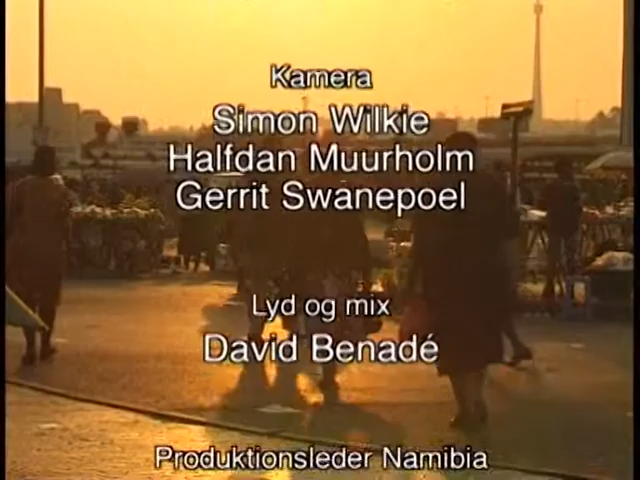 Kamera
Simon Wilkie
Halfdan Muurholm
Gerrit Swanepoel
Lyd og mix
David Benadé
Produktionsleder Namibia